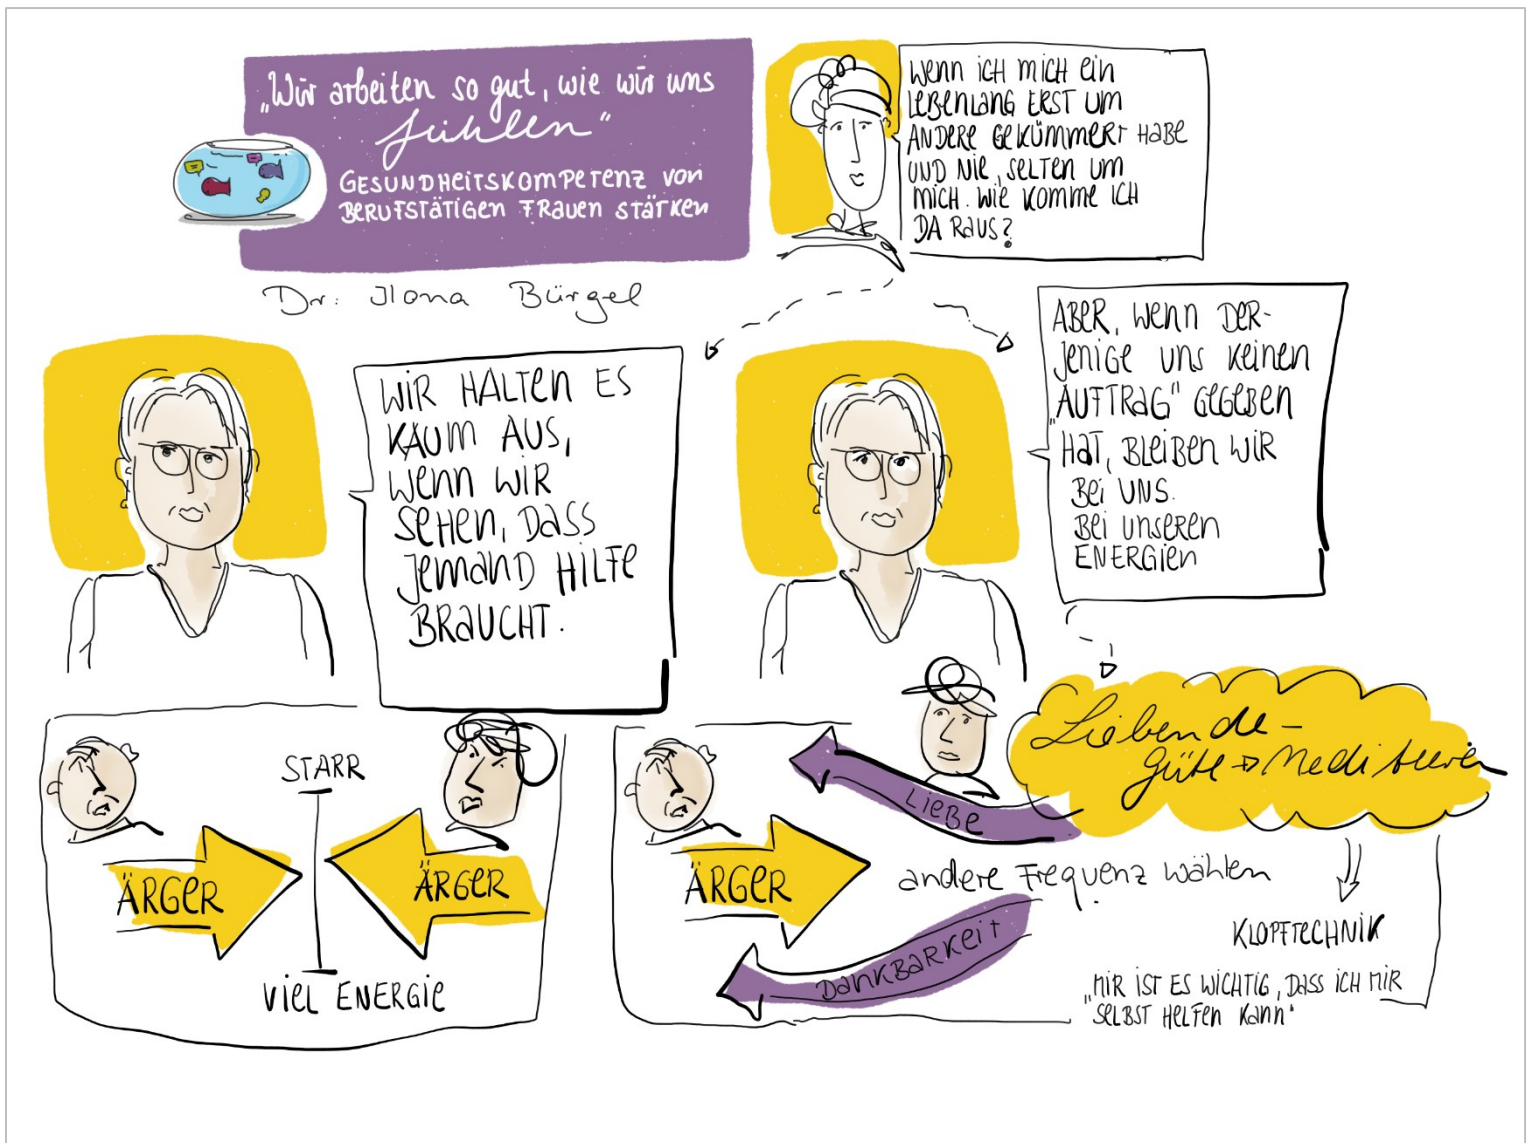 „Wir arbeiten so gut, wie wir uns
fühlen“
GESUNDHEITSKOMPETENZ VON
BERUFSTÄTIGEN FRAUEN STÄRKEN
Dr. Ilona Bürgel
WENN ICH MICH EIN
LEBENLANG ERST UM
ANDERE GEKÜMMERT HABE
UND NIE, SELTEN UM
MICH. WIE KOMME ICH
DA RAUS?
WIR HALTEN ES
KAUM AUS,
WENN WIR
SEHEN, DASS
JEMAND HILFE
BRAUCHT.
ABER, WENN DER-
JENIGE UNS KEINEN
„AUFTRAG“ GEGEBEN
HAT, BLEIBEN WIR
BEI UNS.
BEI UNSEREN
ENERGIEN
STARR
ÄRGER
ÄRGER
VIEL ENERGIE
Liebende-
Güte → Meditieren
LIEBE
ÄRGER
andere Frequenz wählen
DANKBARKEIT
KLOPFTECHNIK
„MIR IST ES WICHTIG, DASS ICH MIR
SELBST HELFEN KANN“